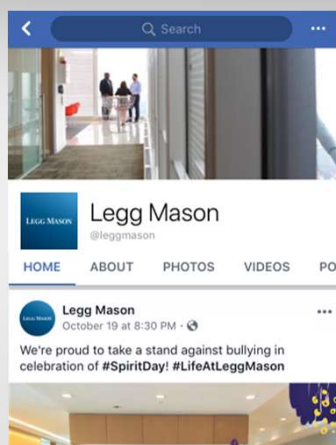 Search
LEGG MASON
Legg Mason
@leggmason
HOME ABOUT PHOTOS VIDEOS PO
Legg Mason
October 19 at 8:30 PM
We're proud to take a stand against bullying in
celebration of #SpiritDay! #LifeAtLeggMason